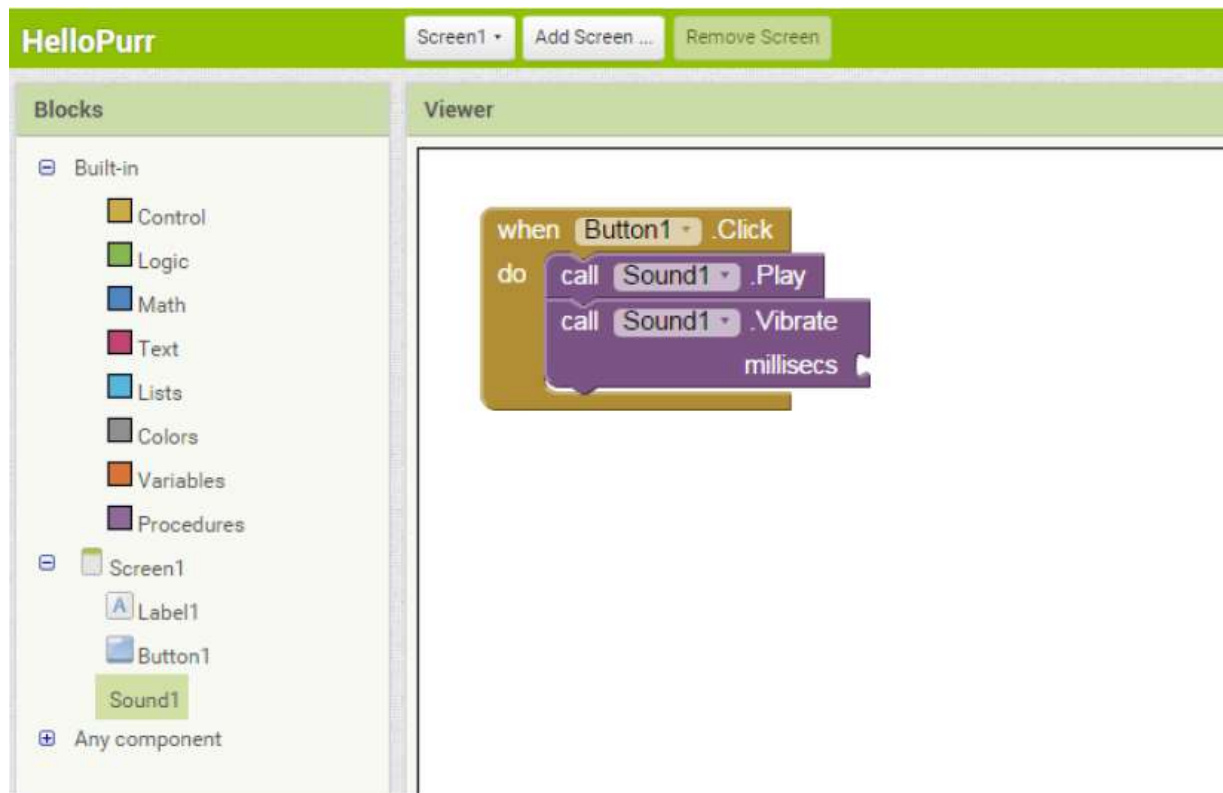 HelloPurr
Screen1
Add Screen ...
Remove Screen
Blocks
Viewer
Built-in
Control
Logic
Math
Text
Lists
Colors
Variables
Procedures
Screen1
A Label1
Button1
Sound1
Any component
when Button1 .Click
do call Sound1 .Play
call Sound1 .Vibrate
millisecs